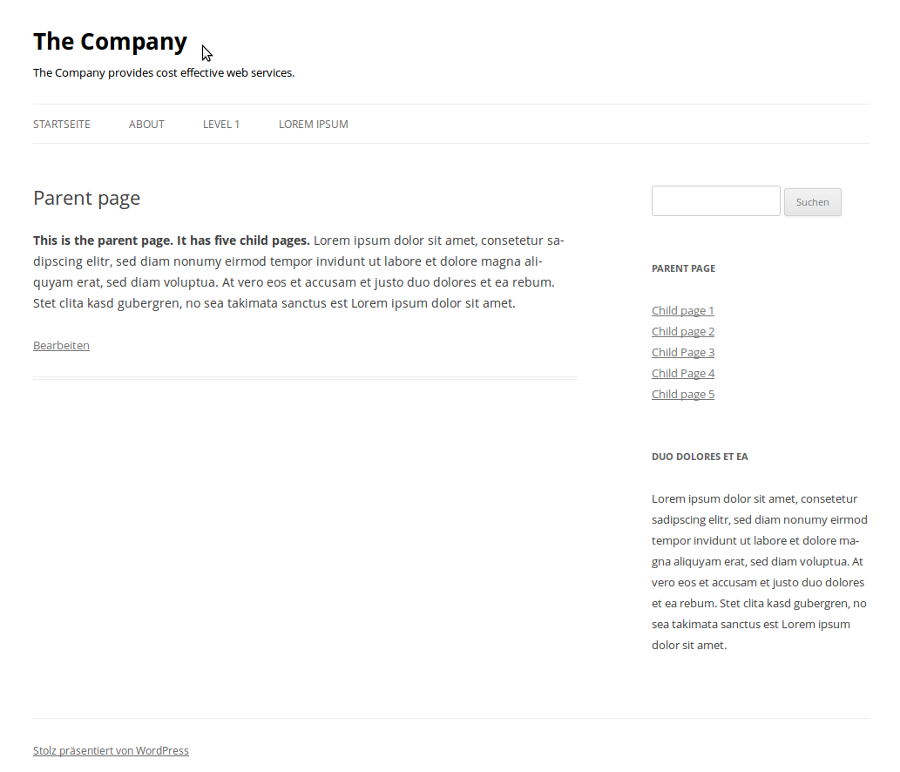 The Company
The Company provides cost effective web services.
STARTSEITE ABOUT LEVEL 1 LOREM IPSUM
Parent page
This is the parent page. It has five child pages. Lorem ipsum dolor sit amet, consetetur sa-
dipscing elitr, sed diam nonumy eirmod tempor invidunt ut labore et dolore magna ali-
quyam erat, sed diam voluptua. At vero eos et accusam et justo duo dolores et ea rebum.
Stet clita kasd gubergren, no sea takimata sanctus est Lorem ipsum dolor sit amet.
Bearbeiten
Suchen
PARENT PAGE
Child page 1
Child page 2
Child Page 3
Child Page 4
Child page 5
DUO DOLORES ET EA
Lorem ipsum dolor sit amet, consetetur
sadipscing elitr, sed diam nonumy eirmod
tempor invidunt ut labore et dolore ma-
gna aliquyam erat, sed diam voluptua. At
vero eos et accusam et justo duo dolores
et ea rebum. Stet clita kasd gubergren, no
sea takimata sanctus est Lorem ipsum
dolor sit amet.
Stolz präsentiert von WordPress